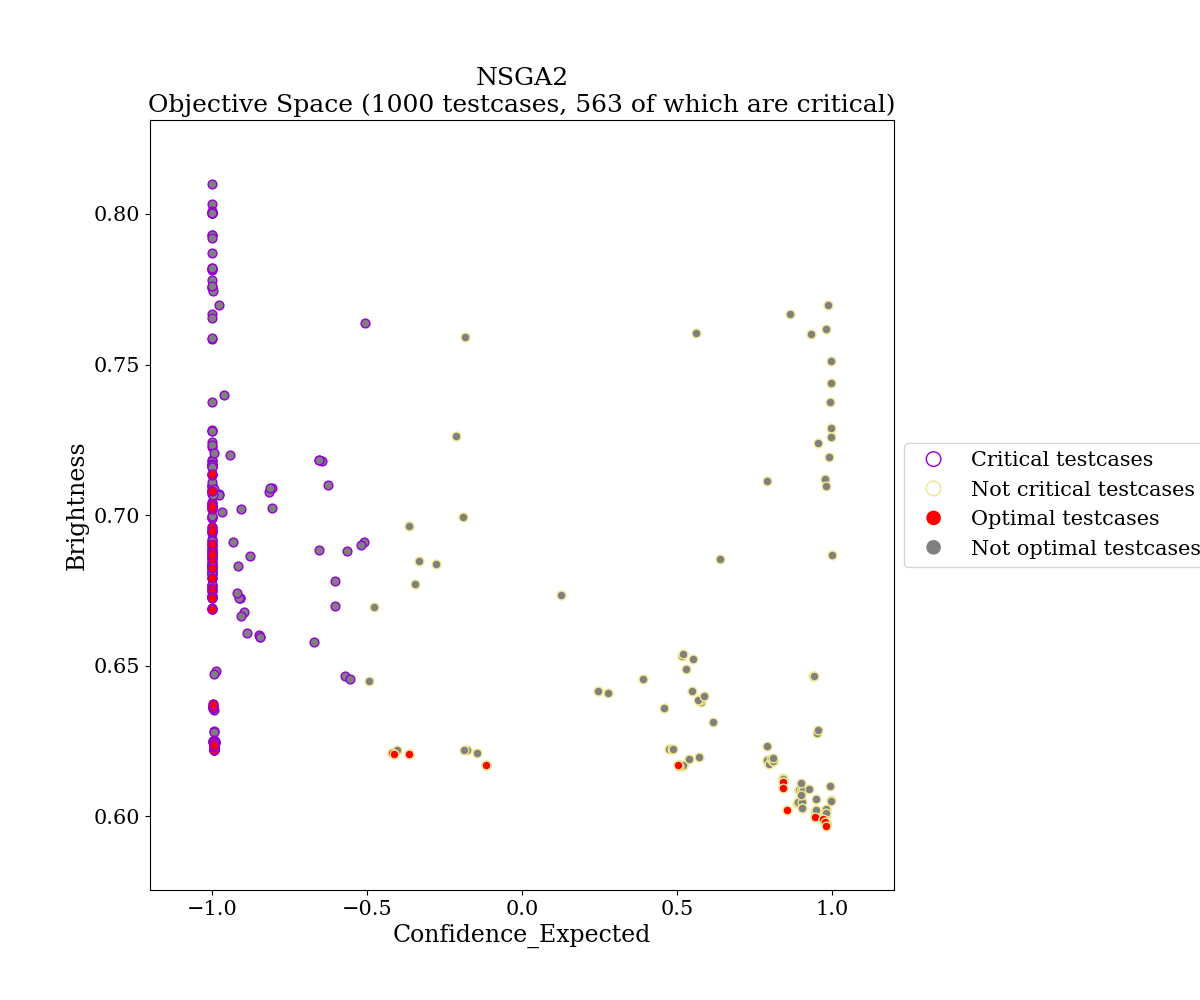 NSGA2
Objective Space (1000 testcases, 563 of which are critical)
0.80
0.75
0.70
0.65
0.60
Brightness
−1.0
−0.5
0.0
0.5
1.0
Confidence_Expected
Critical testcases
Not critical testcases
Optimal testcases
Not optimal testcases